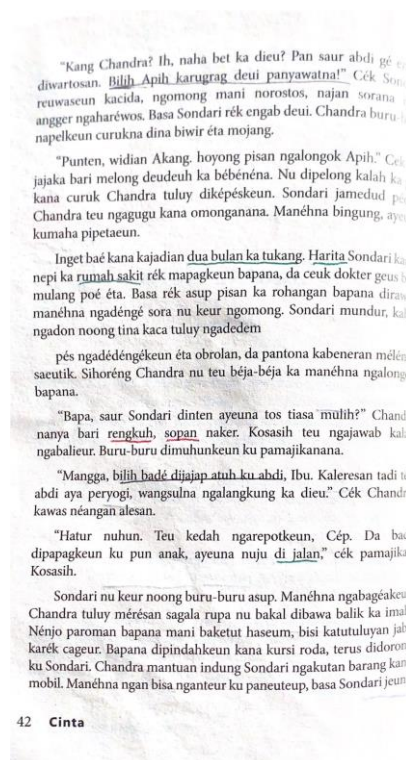 "Kang Chandra? Ih, naha bet ka dieu? Pan saur abdi gé
diwartosan. Bilih Apih karugrag deui panyawatna!" Cék
reuwaseun kacida, ngomong mani norostos, najan sorana
angger ngaharéwos. Basa Sondari rék engab deui. Chandra
napelkeun curukna dina biwir éta mojang.
"Punten, widian Akang. hoyong pisan ngalongok Apih."
jajaka bari melong deudeuh ka bébénéna. Nu dipelong kalah
kana curuk Chandra tuluy diképéskeun. Sondari jamedud
Chandra teu ngagugu kana omonganana. Manéhna bingung,
kumaha pipetaeun.
Inget baé kana kajadian dua bulan ka tukang. Harita Sondari
nepi ka rumah sakit rék mapagkeun bapana, da ceuk dokter geus
mulang poé éta. Basa rék asup pisan ka rohangan bapana
manéhna ngadéngé sora nu keur ngomong. Sondari mundur,
ngadon noong tina kaca tuluy ngadedem
pés ngadédéngékeun éta obrolan, da pantona kabeneran
saeutik. Sihoréng Chandra nu teu béja-béja ka manéhna
bapana.
"Bapa, saur Sondari dinten ayeuna tos tiasa mulih?"
nanya bari rengkuh, sopan naker. Kosasih teu ngajawab
ngabalieur. Buru-buru dimuhunkeun ku pamajikanana.
"Mangga, bilih badé dijajap atuh ku abdi, Ibu. Kaleresan tadi
abdi aya peryogi, wangsulna ngalangkung ka dieu." Cék
kawas néangan alesan.
"Hatur nuhun. Teu kedah ngarepotkeun, Cép. Da
dipapagkeun ku pun anak, ayeuna nuju di jalan," cék
Kosasih.
Sondari nu keur noong buru-buru asup. Manéhna
Chandra tuluy mérésan sagala rupa nu bakal dibawa balik ka
Nénjo paroman bapana mani baketut haseum, bisi katutuluyan
karék cageur. Bapana dipindahkeun kana kursi roda, terus
ku Sondari. Chandra mantuan indung Sondari ngakutan barang
mobil. Manéhna ngan bisa nganteur ku paneuteup, basa Sondari
42 Cinta